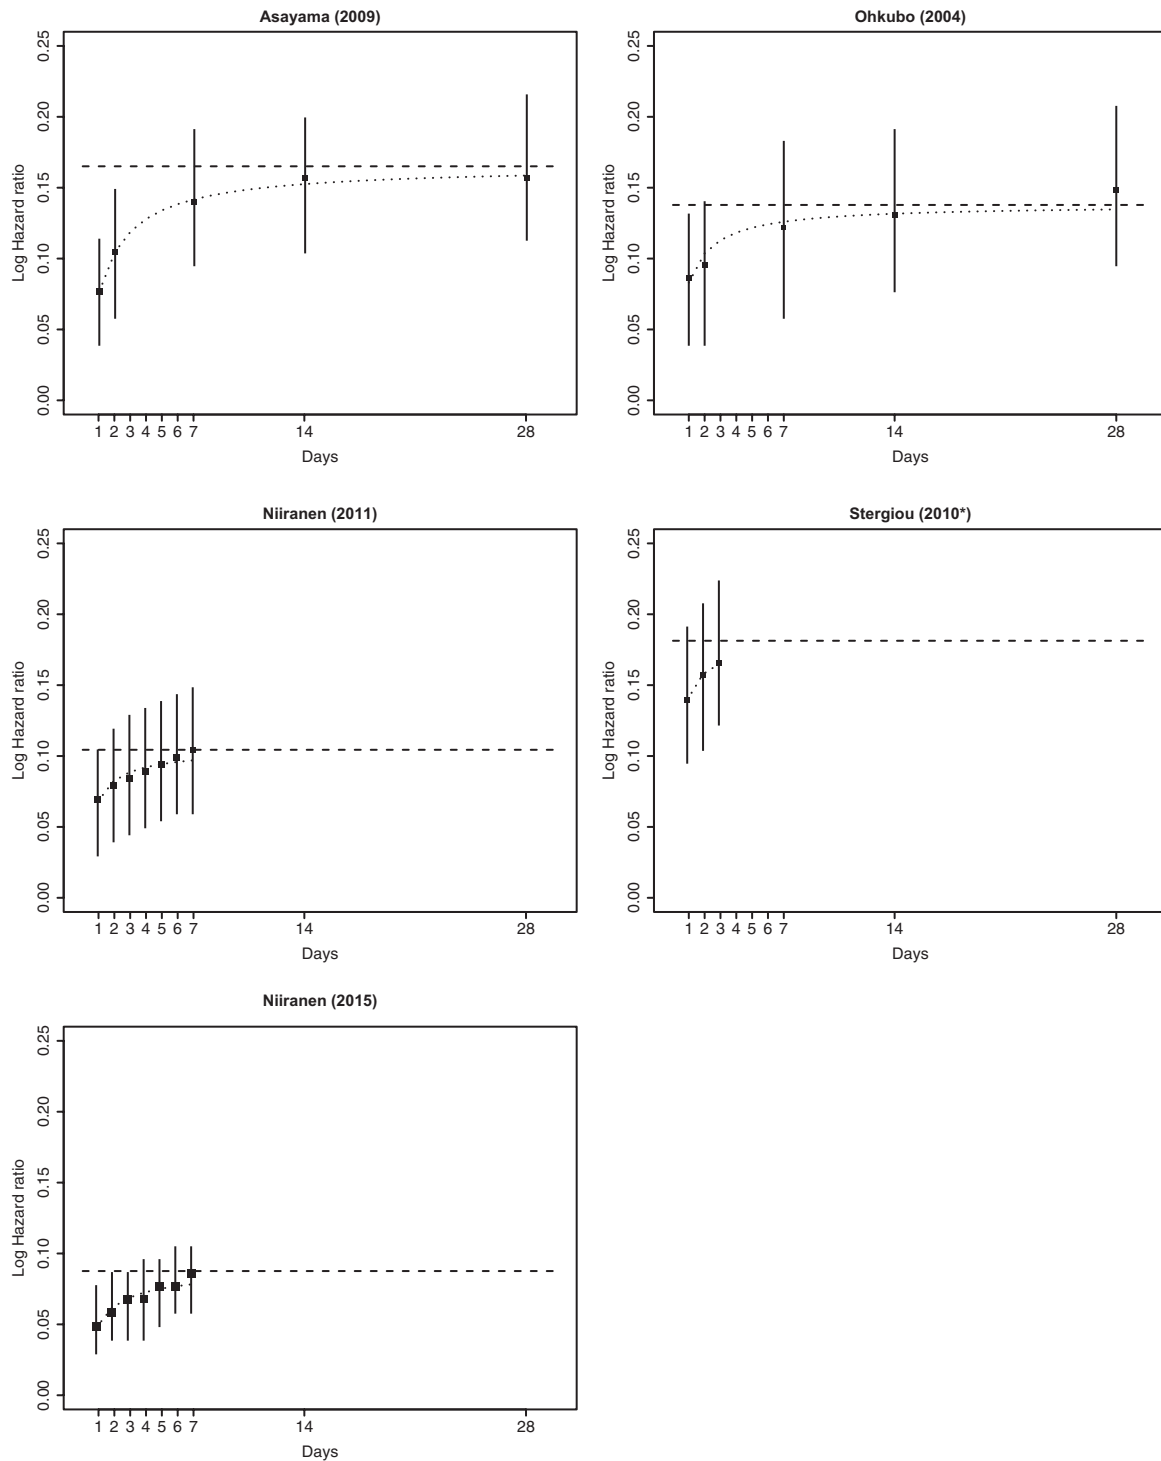 Asayama (2009)
Log Hazard ratio
0.25
0.20
0.15
0.10
0.05
0.00
1 2 3 4 5 6 7 14 28
Days
Ohkubo (2004)
Log Hazard ratio
0.25
0.20
0.15
0.10
0.05
0.00
1 2 3 4 5 6 7 14 28
Days
Niiranen (2011)
Log Hazard ratio
0.25
0.20
0.15
0.10
0.05
0.00
1 2 3 4 5 6 7 14 28
Days
Stergiou (2010*)
Log Hazard ratio
0.25
0.20
0.15
0.10
0.05
0.00
1 2 3 4 5 6 7 14 28
Days
Niiranen (2015)
Log Hazard ratio
0.25
0.20
0.15
0.10
0.05
0.00
1 2 3 4 5 6 7 14 28
Days